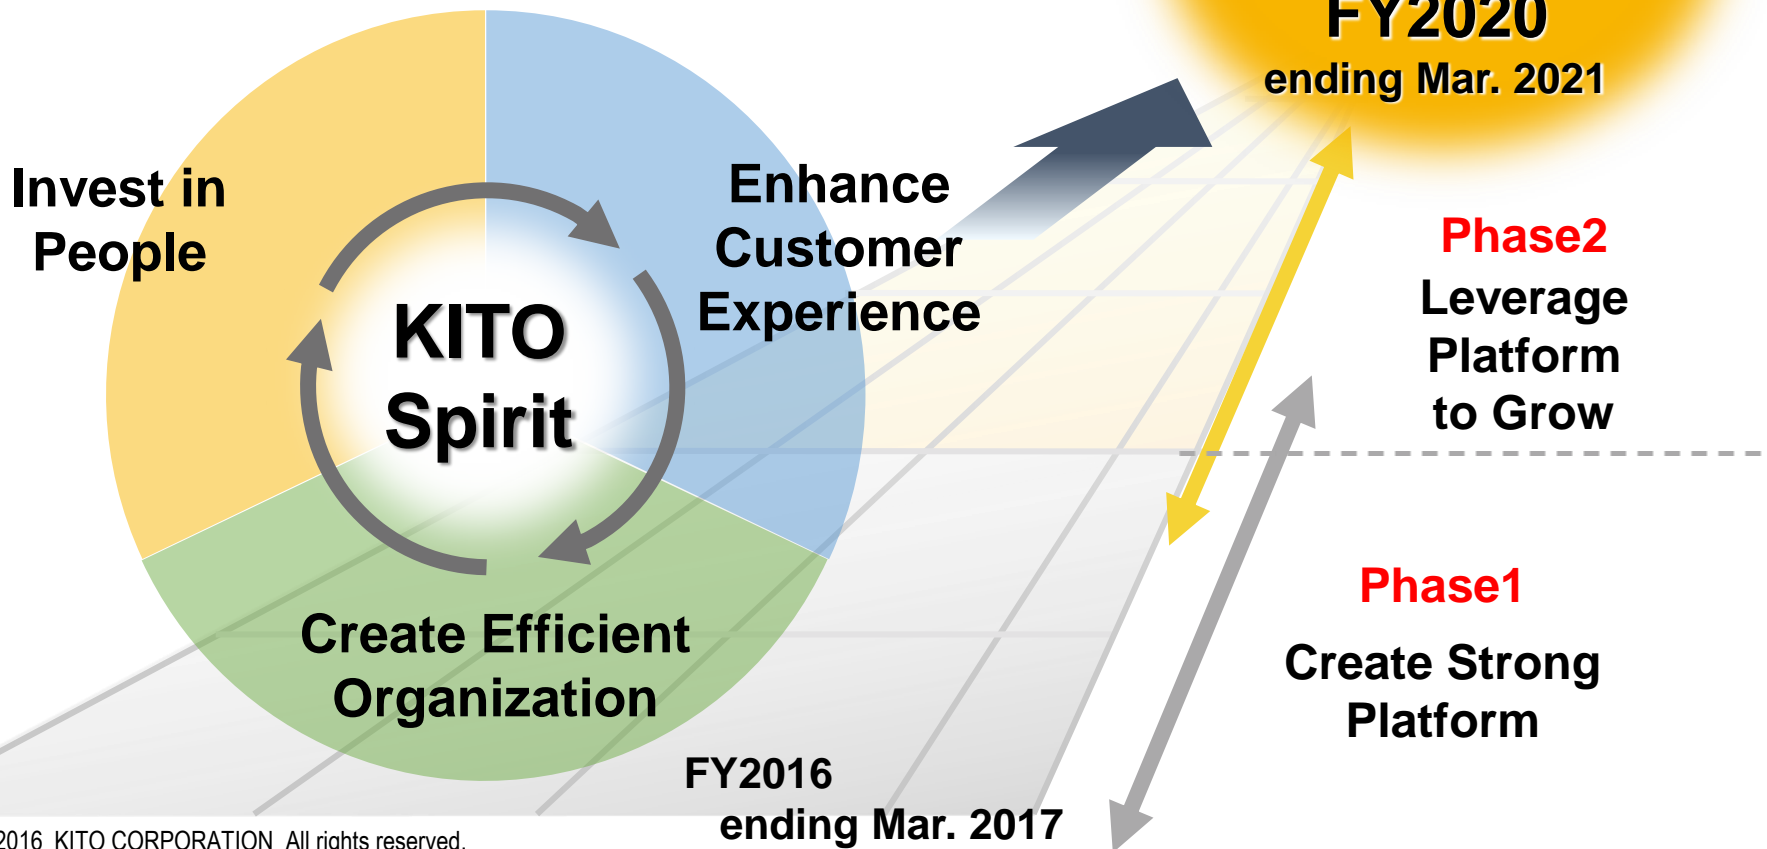 FY2020
ending Mar. 2021
Invest in
People
Enhance
Customer
Experience
KITO
Spirit
Create Efficient
Organization
Phase2
Leverage
Platform
to Grow
Phase1
Create Strong
Platform
FY2016
ending Mar. 2017
2016 KITO CORPORATION All rights reserved.